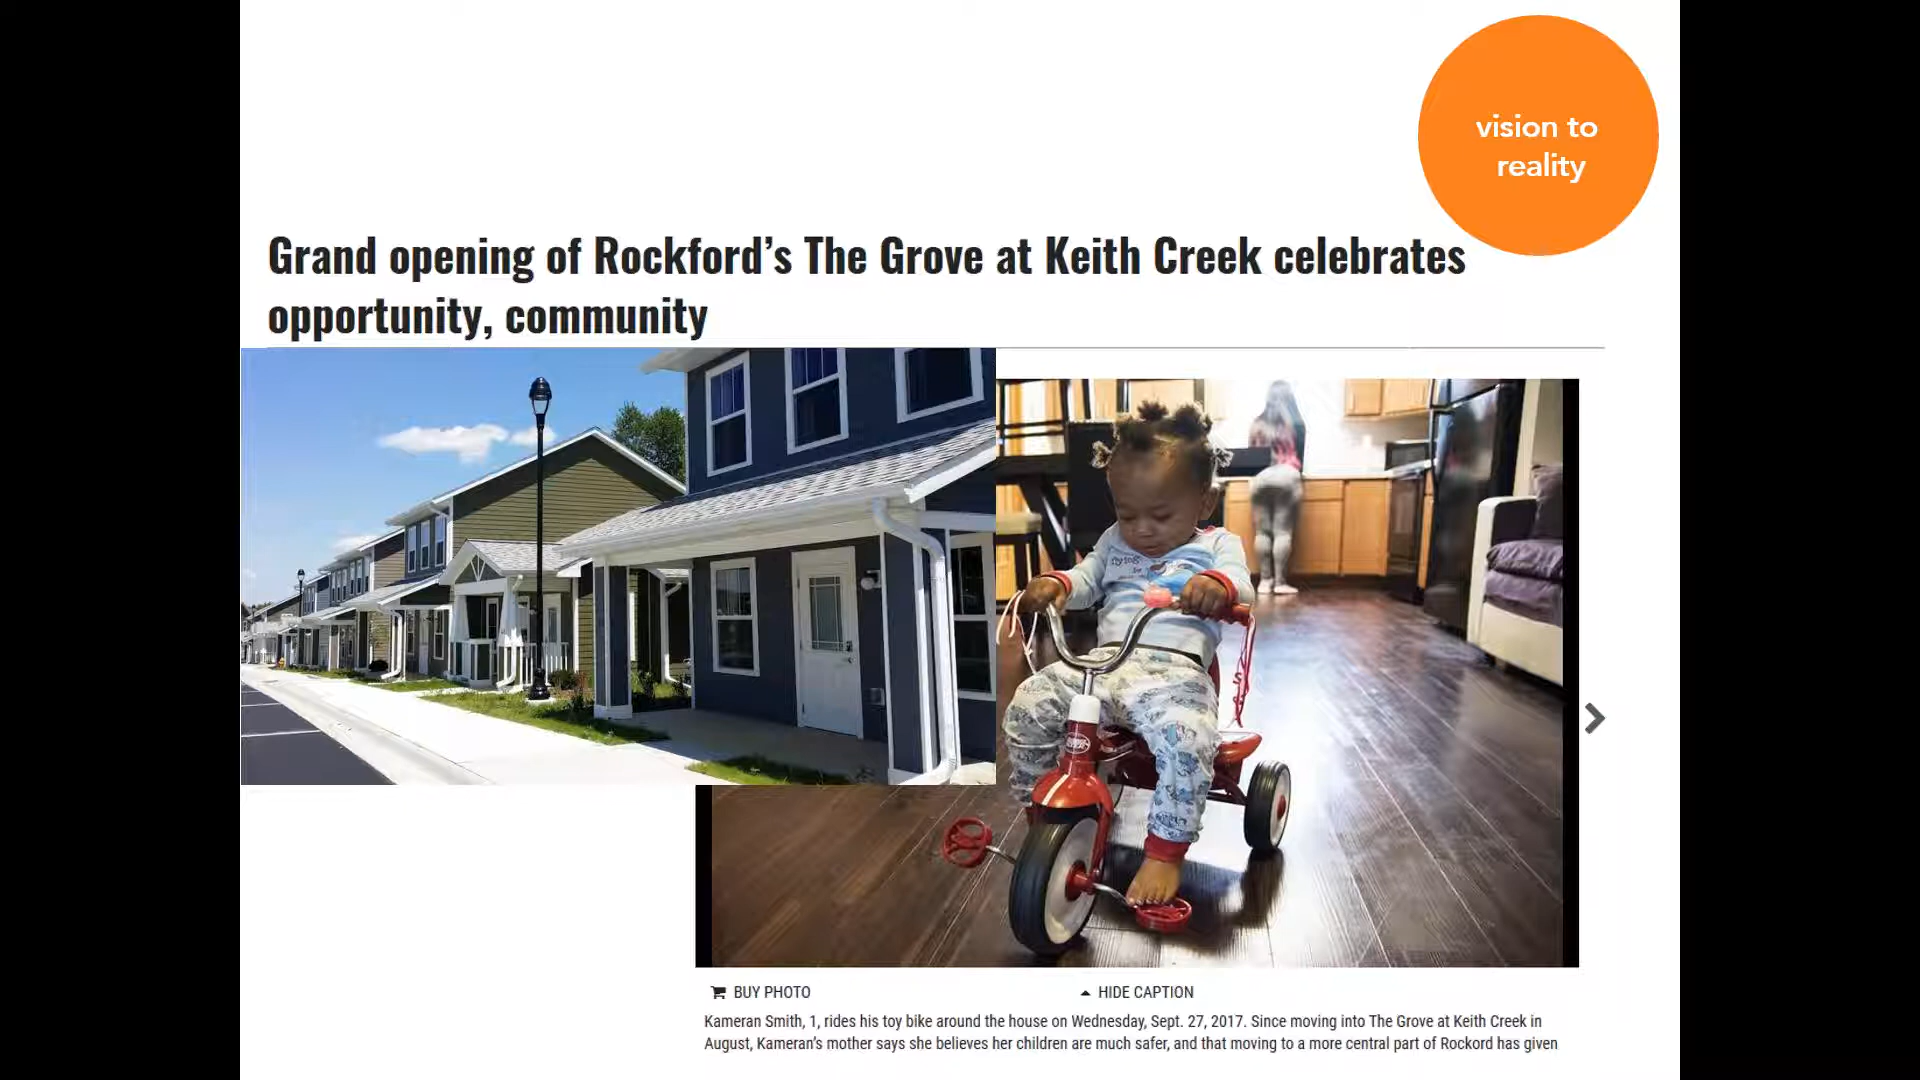 vision to
reality
Grand opening of Rockford’s The Grove at Keith Creek celebrates
opportunity, community
BUY PHOTO
HIDE CAPTION
Kameran Smith, 1, rides his toy bike around the house on Wednesday, Sept. 27, 2017. Since moving into The Grove at Keith Creek in
August, Kameran's mother says she believes her children are much safer, and that moving to a more central part of Rockord has given